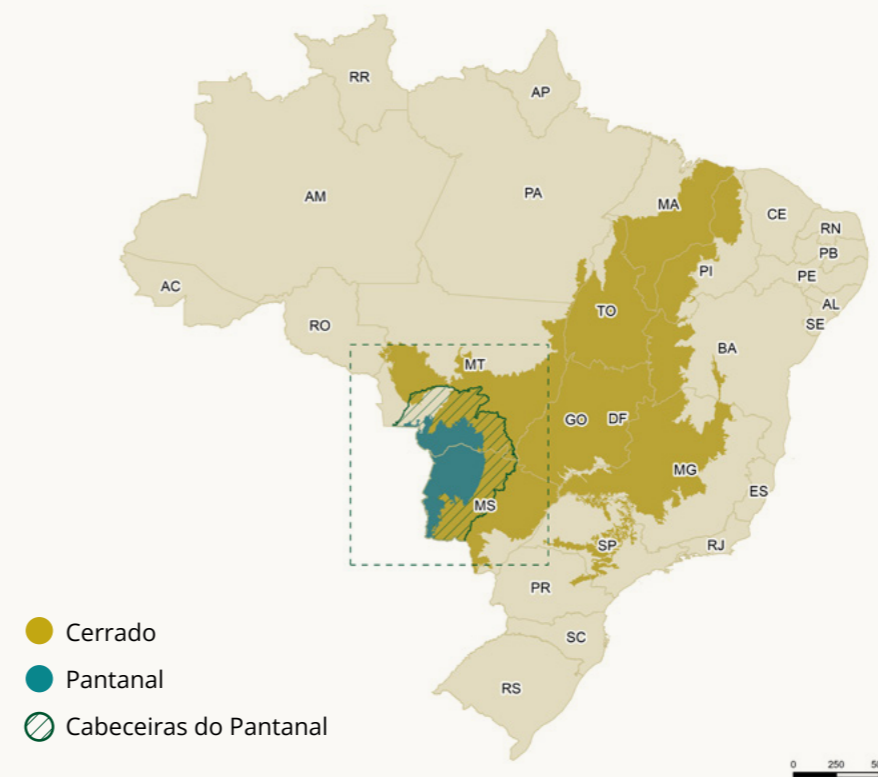 RR
AP
AM
PA
MA
CE
RN
PB
PI
PE
AC
AL
TO
SE
RO
BA
MT
GO
DF
MG
ES
MS
SP
RJ
PR
SC
RS
Cerrado
Pantanal
Cabeceiras do Pantanal
0 250